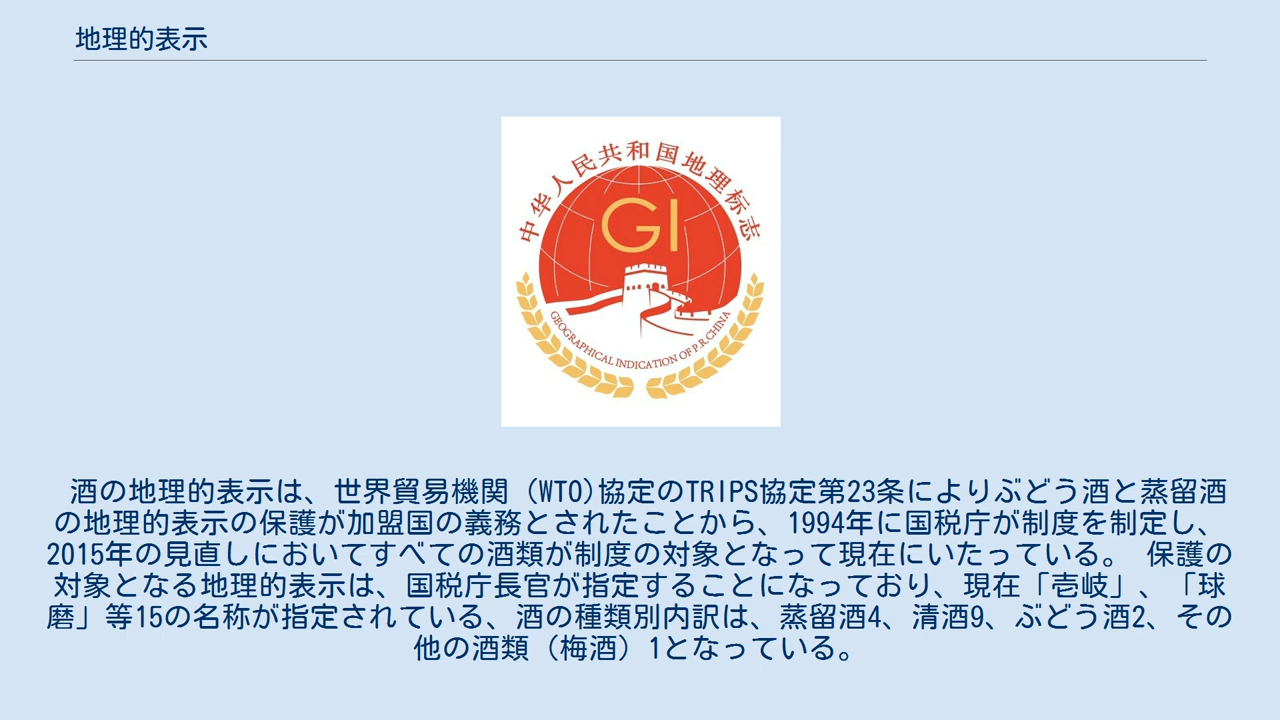 地理的表示
中华人民共和国地理标志
GI
GEOGRAPHICAL INDICATION OF P.R.CHINA
酒の地理的表示は、世界貿易機関 (WTO)協定のTRIPS協定第23条によりぶどう酒と蒸留酒
の地理的表示の保護が加盟国の義務とされたことから、1994年に国税庁が制度を制定し、
2015年の見直しにおいてすべての酒類が制度の対象となって現在にいたっている。 保護の
対象となる地理的表示は、国税庁長官が指定することになっており、現在「壱岐」、「球
磨」等15の名称が指定されている、酒の種類別内訳は、蒸留酒4、清酒9、ぶどう酒2、その
他の酒類（梅酒）1となっている。